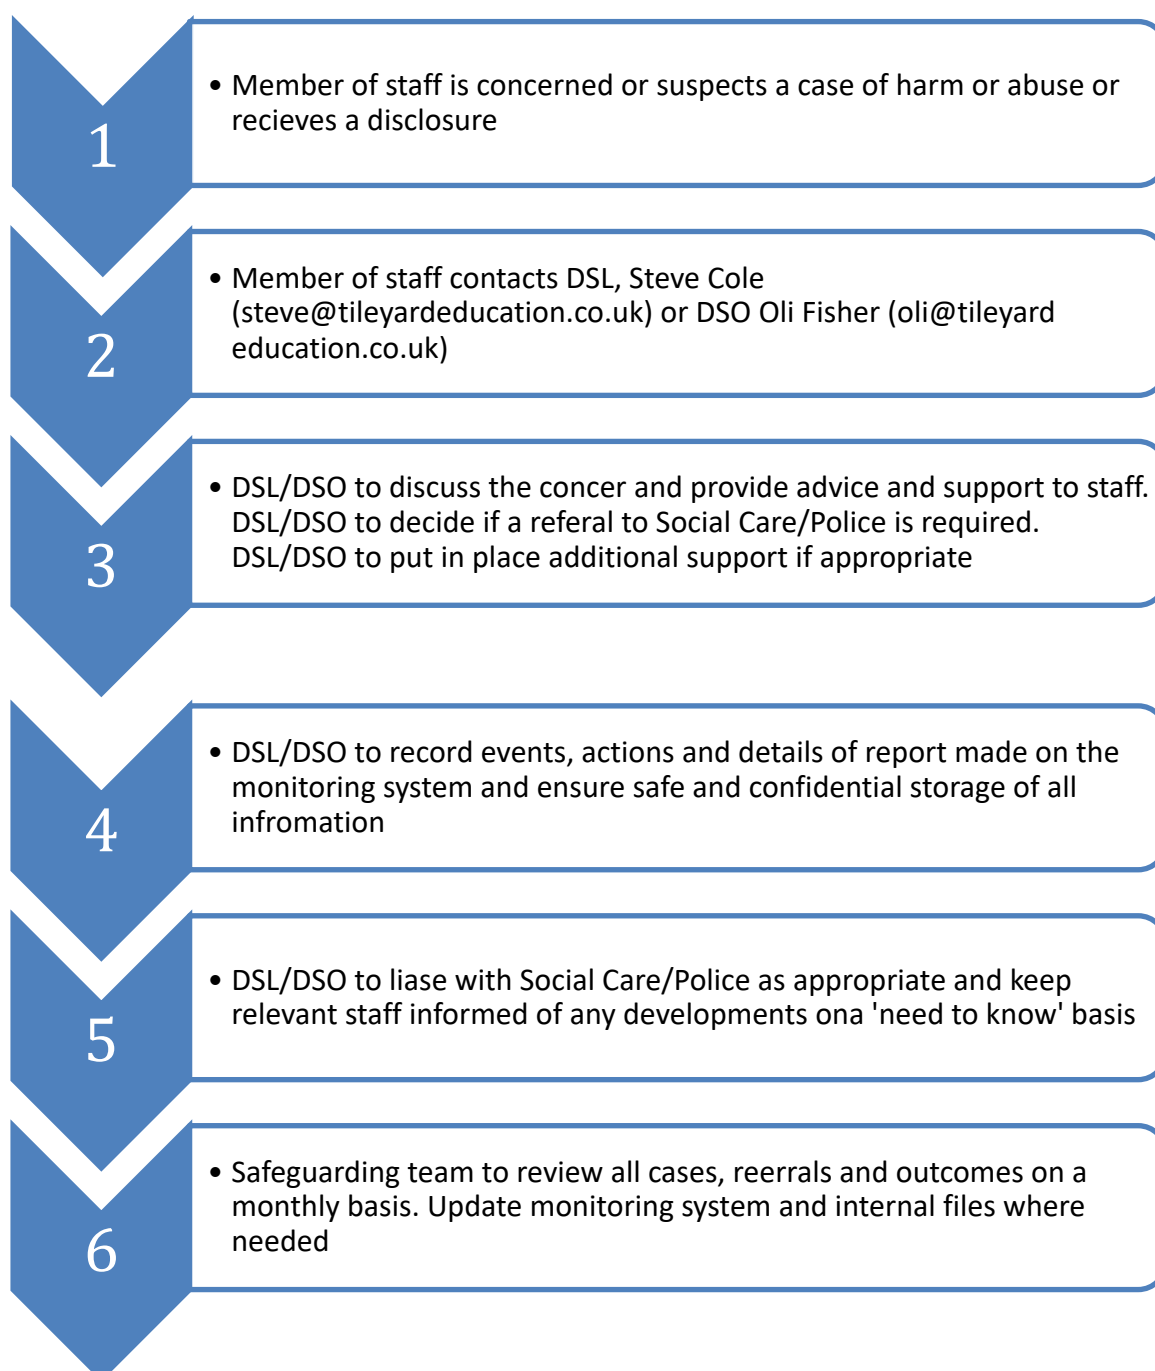 1
• Member of staff is concerned or suspects a case of harm or abuse or
recieves a disclosure
2
• Member of staff contacts DSL, Steve Cole
(steve@tileyardeducation.co.uk) or DSO Oli Fisher (oli@tileyard
education.co.uk)
3
• DSL/DSO to discuss the concer and provide advice and support to staff.
DSL/DSO to decide if a referal to Social Care/Police is required.
DSL/DSO to put in place additional support if appropriate
4
• DSL/DSO to record events, actions and details of report made on the
monitoring system and ensure safe and confidential storage of all
infromation
5
• DSL/DSO to liase with Social Care/Police as appropriate and keep
relevant staff informed of any developments ona 'need to know' basis
6
• Safeguarding team to review all cases, reerrals and outcomes on a
monthly basis. Update monitoring system and internal files where
needed